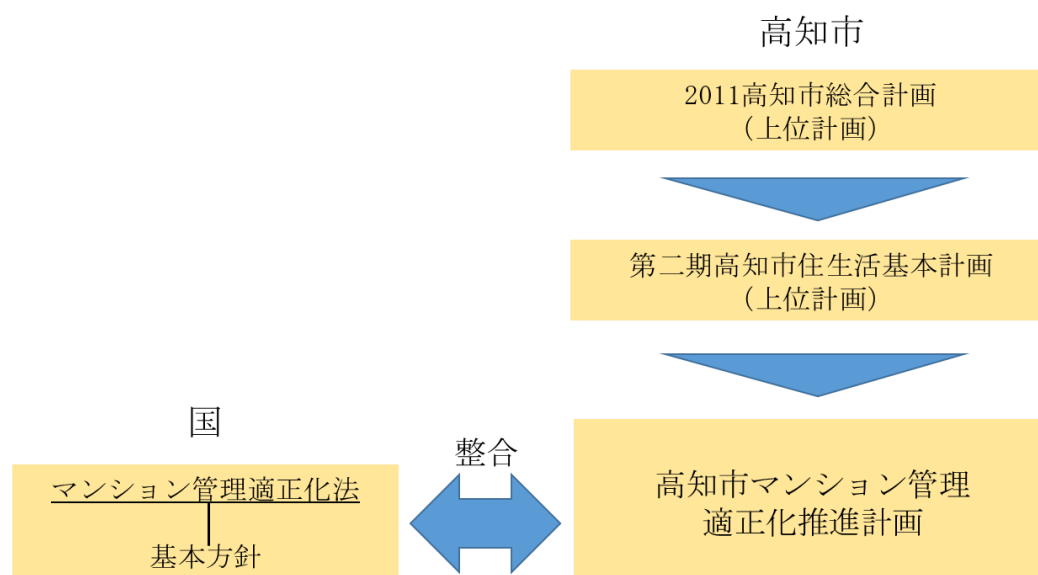 高知市
2011高知市総合計画
（上位計画）
第二期高知市住生活基本計画
（上位計画）
国
マンション管理適正化法
基本方針
整合
高知市マンション管理
適正化推進計画